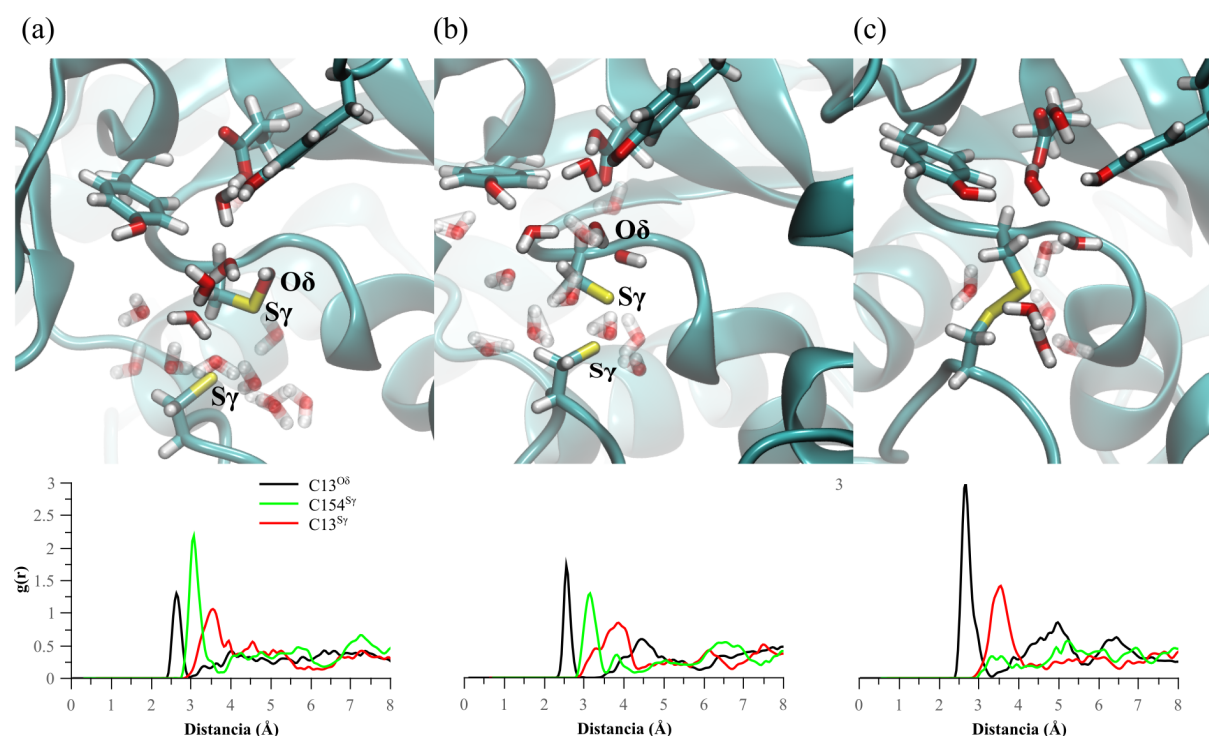 (a) (b) (c)
Oδ
Sγ
Sγ
Oδ
Sγ
Sγ
C13Oδ
C154Sγ
C13Sγ
g(r)
3
2.5
2
1.5
1
0.5
0
0 1 2 3 4 5 6 7 8
Distancia (Å)
0 1 2 3 4 5 6 7 8
Distancia (Å)
3
0 1 2 3 4 5 6 7 8
Distancia (Å)